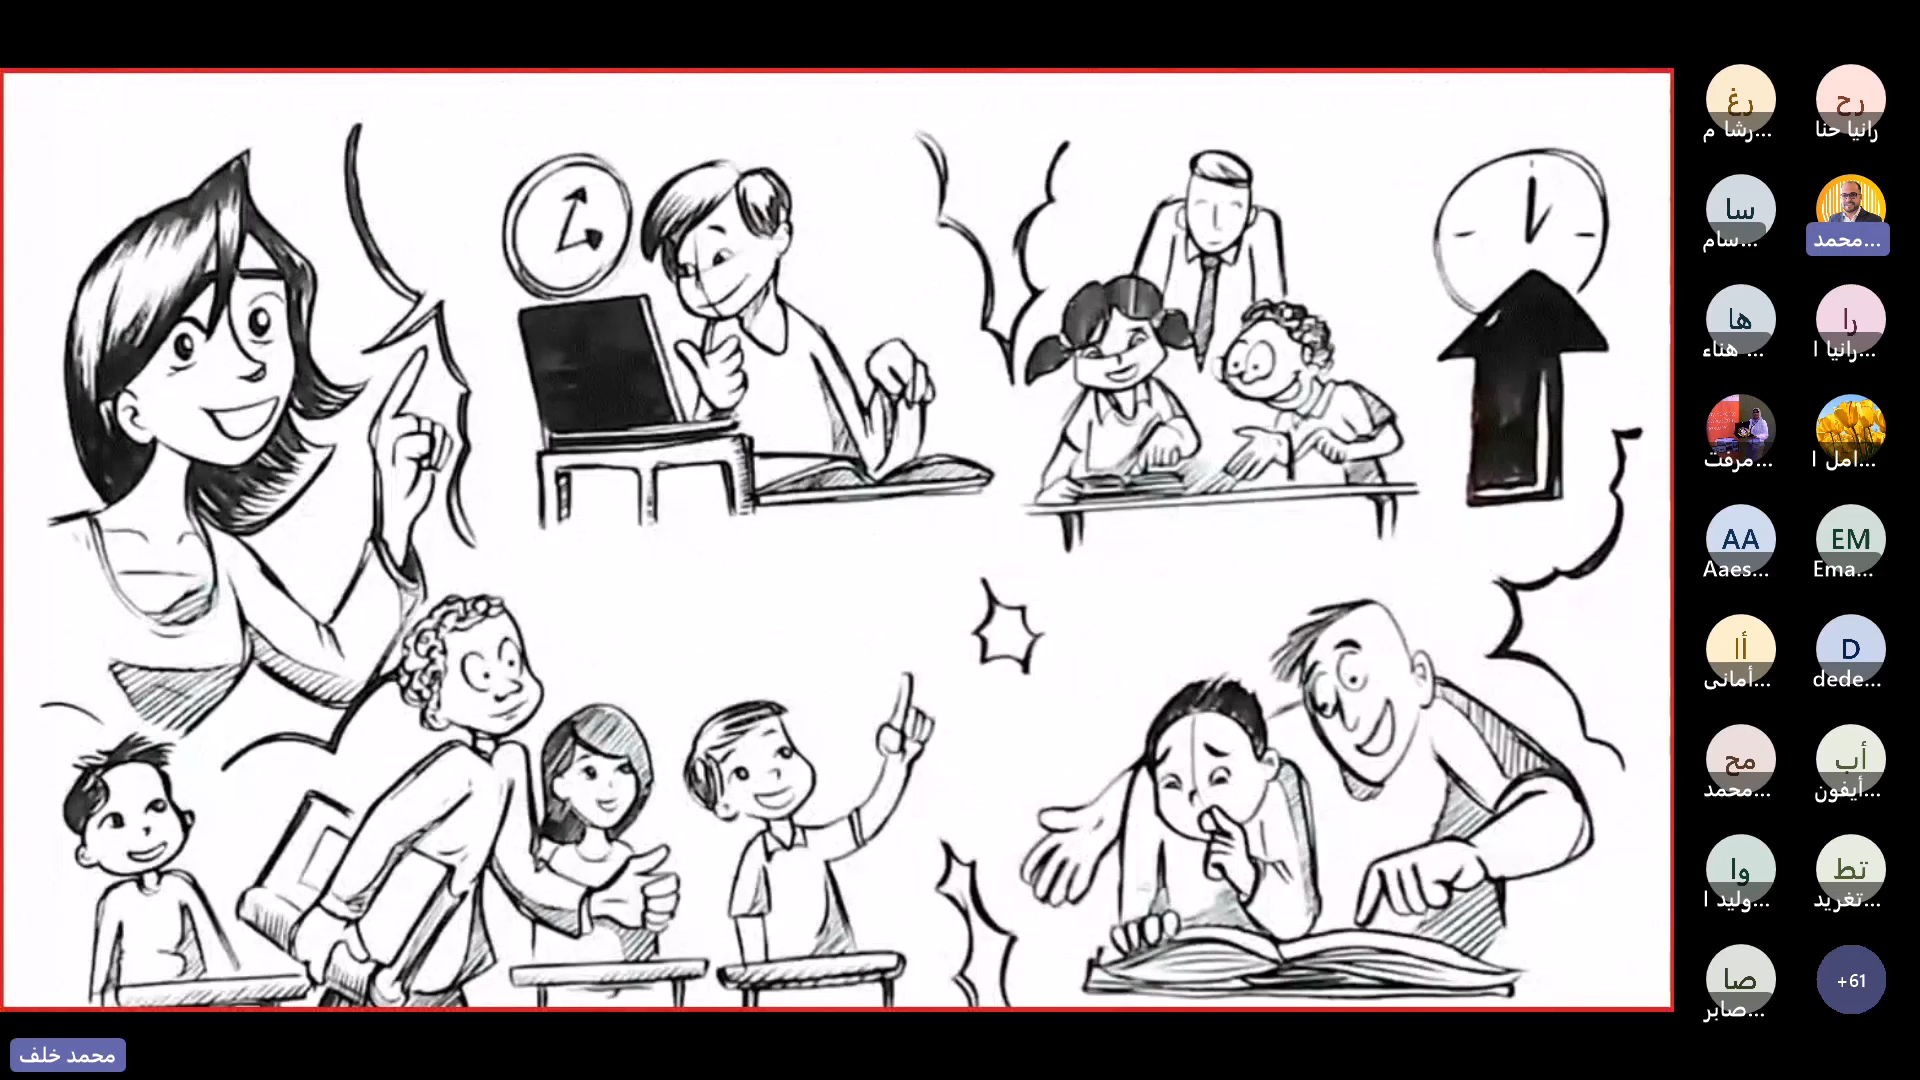 رغ
رح
رشا م...
رانيا حنا
سا
سام...
محمد...
ها
را
هناء ...
رانيا ا...
مرفت...
امل ا...
AA
EM
Aaes...
Ema...
أا
D
أمانى...
dede...
مح
أب
محمد...
أيفون...
وا
تط
وليد ا...
تغريد...
صا
+61
صابر...
محمد خلف